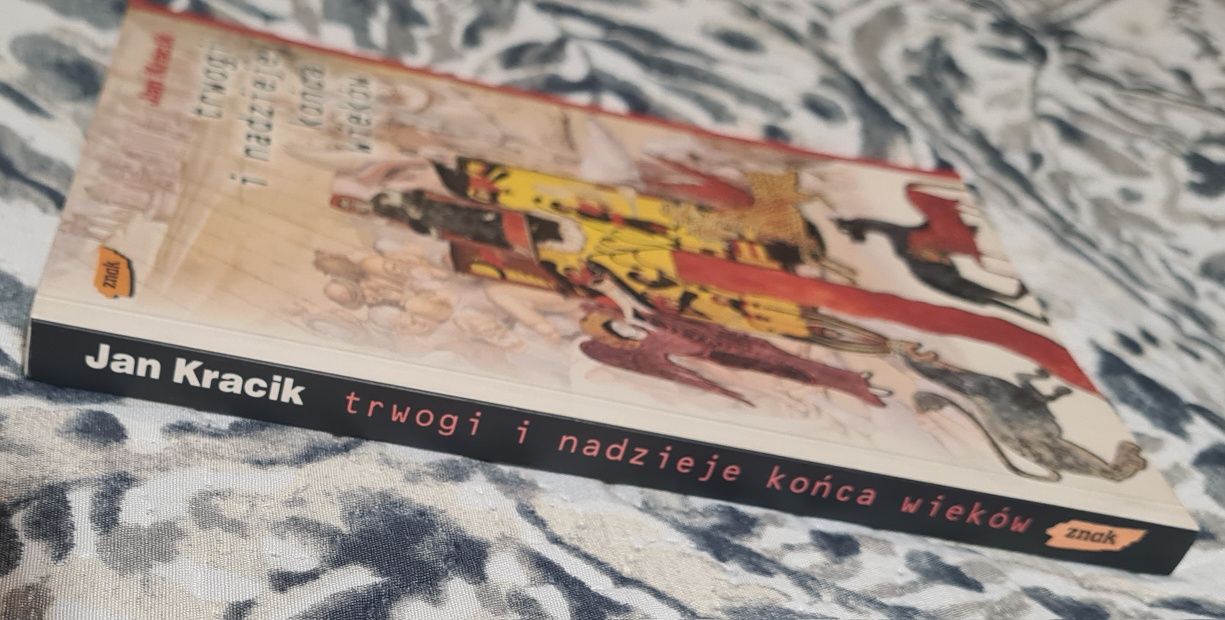 Jan Kracik
trwogi
i nadzieje
końca
wieków
znak
Jan Kracik trwogi i nadzieje końca wieków znak